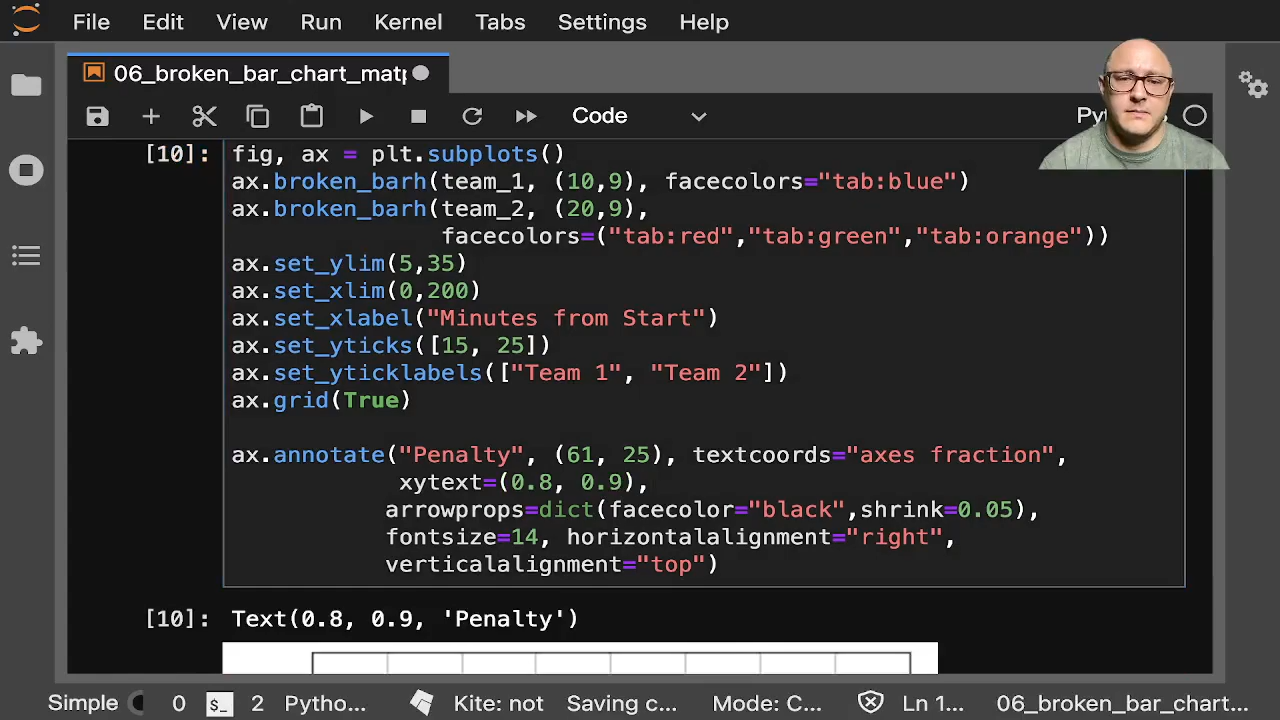 File Edit View Run Kernel Tabs Settings Help
06_broken_bar_chart_matp
Code
[10]: fig, ax = plt.subplots()
ax.broken_barh(team_1, (10,9), facecolors="tab:blue")
ax.broken_barh(team_2, (20,9),
facecolors=("tab:red","tab:green","tab:orange"))
ax.set_ylim(5,35)
ax.set_xlim(0,200)
ax.set_xlabel("Minutes from Start")
ax.set_yticks([15, 25])
ax.set_yticklabels(["Team 1", "Team 2"])
ax.grid(True)
ax.annotate("Penalty", (61, 25), textcoords="axes fraction",
xytext=(0.8, 0.9),
arrowprops=dict(facecolor="black",shrink=0.05),
fontsize=14, horizontalalignment="right",
verticalalignment="top")
[10]: Text(0.8, 0.9, 'Penalty')
Simple 0 $_ 2 Pytho... Kite: not Saving c... Mode: C... Ln 1... 06_broken_bar_chart...